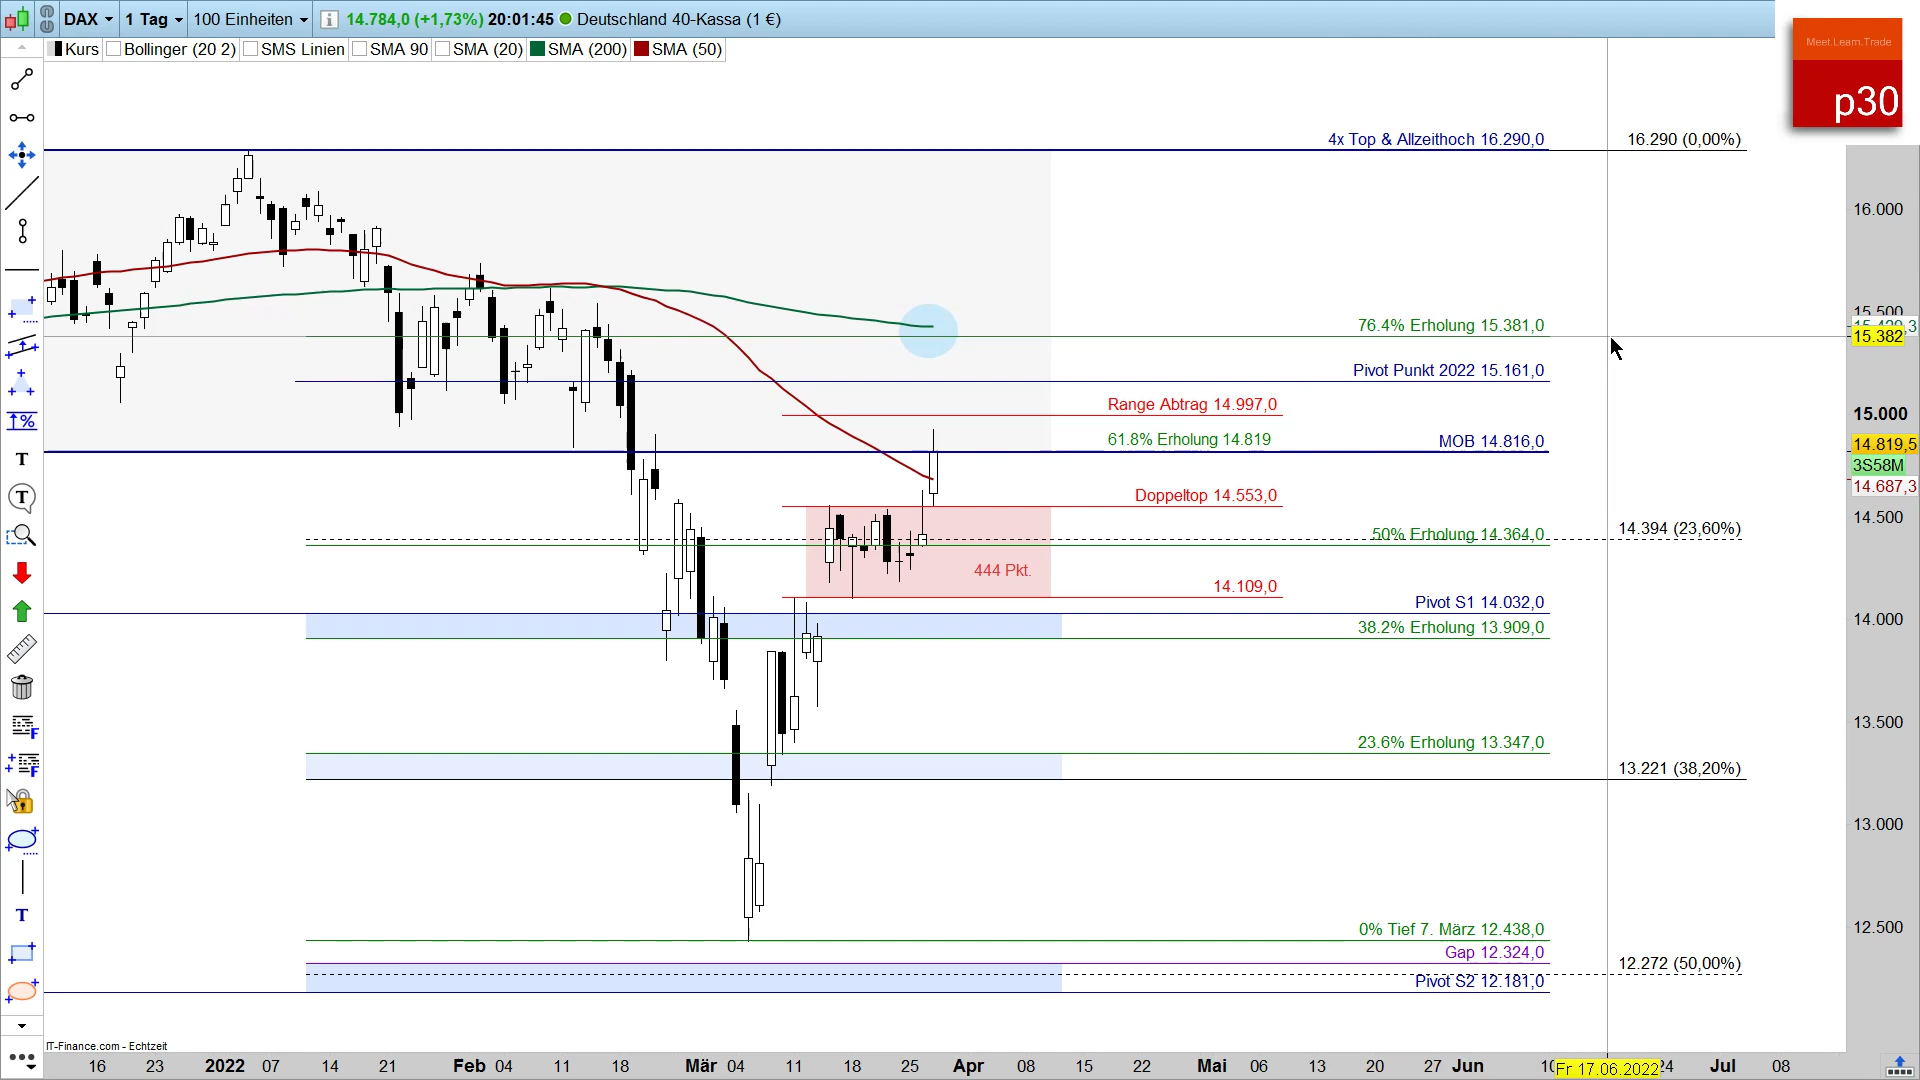 DAX 1 Tag 100 Einheiten 14.784,0 (+1,73%) 20:01:45 Deutschland 40-Kassa (1 €)
Kurs Bollinger (20 2) SMS Linien SMA 90 SMA (20) SMA (200) SMA (50)
Meet.Learn.Trade
p30
4x Top & Allzeithoch 16.290,0 16.290 (0,00%)
16.000
15.500
76.4% Erholung 15.381,0
15.382
Pivot Punkt 2022 15.161,0
Range Abtrag 14.997,0
15.000
61.8% Erholung 14.819 MOB 14.816,0
14.819,5
3S58M
14.687,3
Doppeltop 14.553,0
14.500
50% Erholung 14.364,0 14.394 (23,60%)
444 Pkt.
14.109,0
Pivot S1 14.032,0
14.000
38.2% Erholung 13.909,0
13.500
23.6% Erholung 13.347,0
13.221 (38,20%)
13.000
0% Tief 7. März 12.438,0
12.500
Gap 12.324,0
12.272 (50,00%)
Pivot S2 12.181,0
IT-Finance.com - Echtzeit
16 23 2022 07 14 21 Feb 04 11 18 Mär 04 11 18 25 Apr 08 15 22 Mai 06 13 20 27 Jun Fr 17.06.2022 24 Jul 08